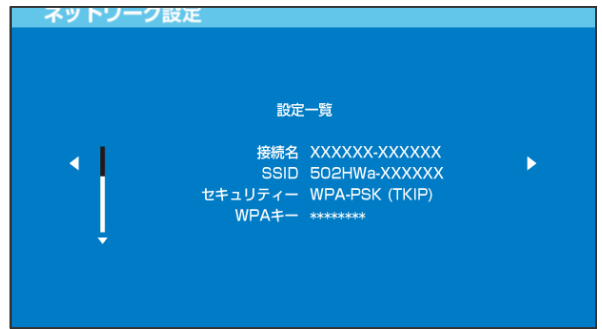 ネットワーク設定
設定一覧
接続名 XXXXXX-XXXXXX
SSID 502HWa-XXXXXX
セキュリティー WPA-PSK (TKIP)
WPAキー ********